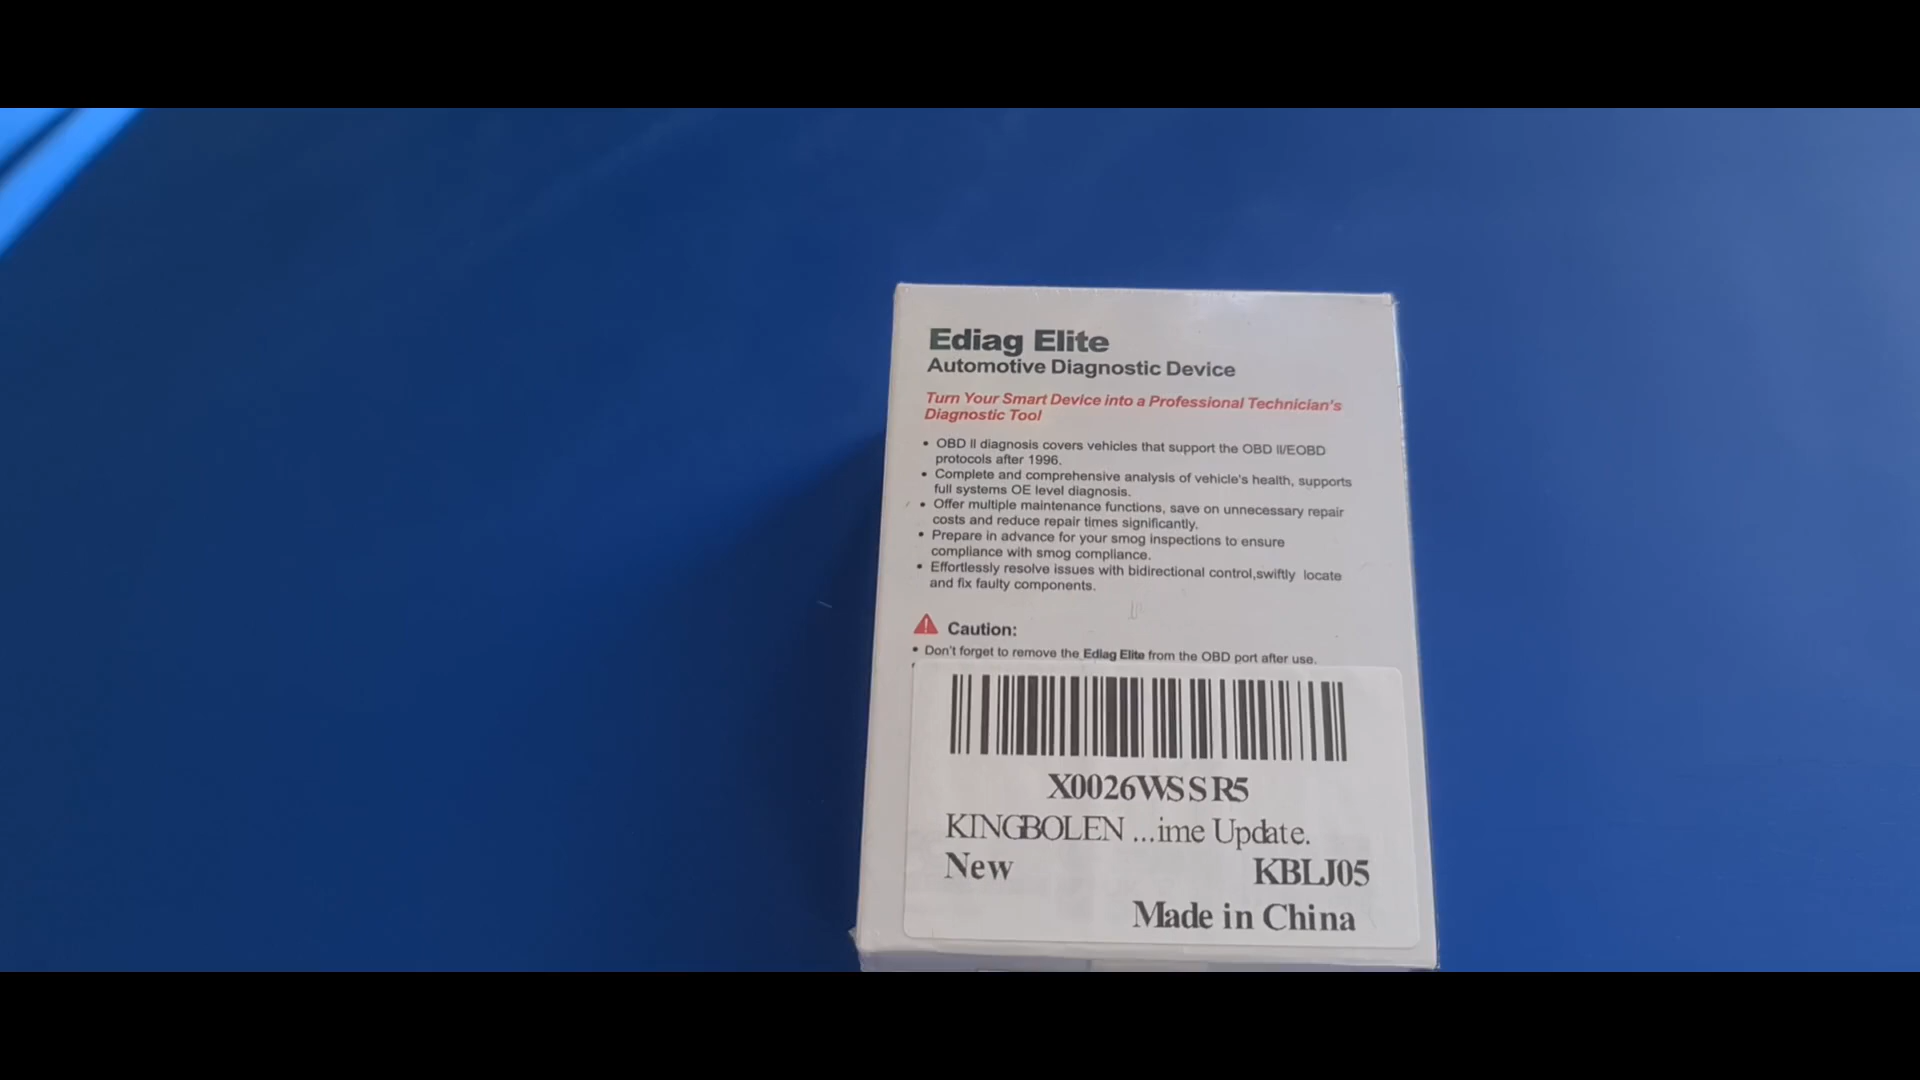 Ediag Elite
Automotive Diagnostic Device
Turn Your Smart Device into a Professional Technician's
Diagnostic Tool
• OBD II diagnosis covers vehicles that support the OBD II/EOBD
protocols after 1996.
• Complete and comprehensive analysis of vehicle's health, supports
full systems OE level diagnosis.
• Offer multiple maintenance functions, save on unnecessary repair
costs and reduce repair times significantly.
• Prepare in advance for your smog inspections to ensure
compliance with smog compliance.
• Effortlessly resolve issues with bidirectional control,swiftly locate
and fix faulty components.
Caution:
• Don't forget to remove the Ediag Elite from the OBD port after use.
X0026WSSR5
KINGBOLEN ...ime Update.
New KBLJ05
Made in China